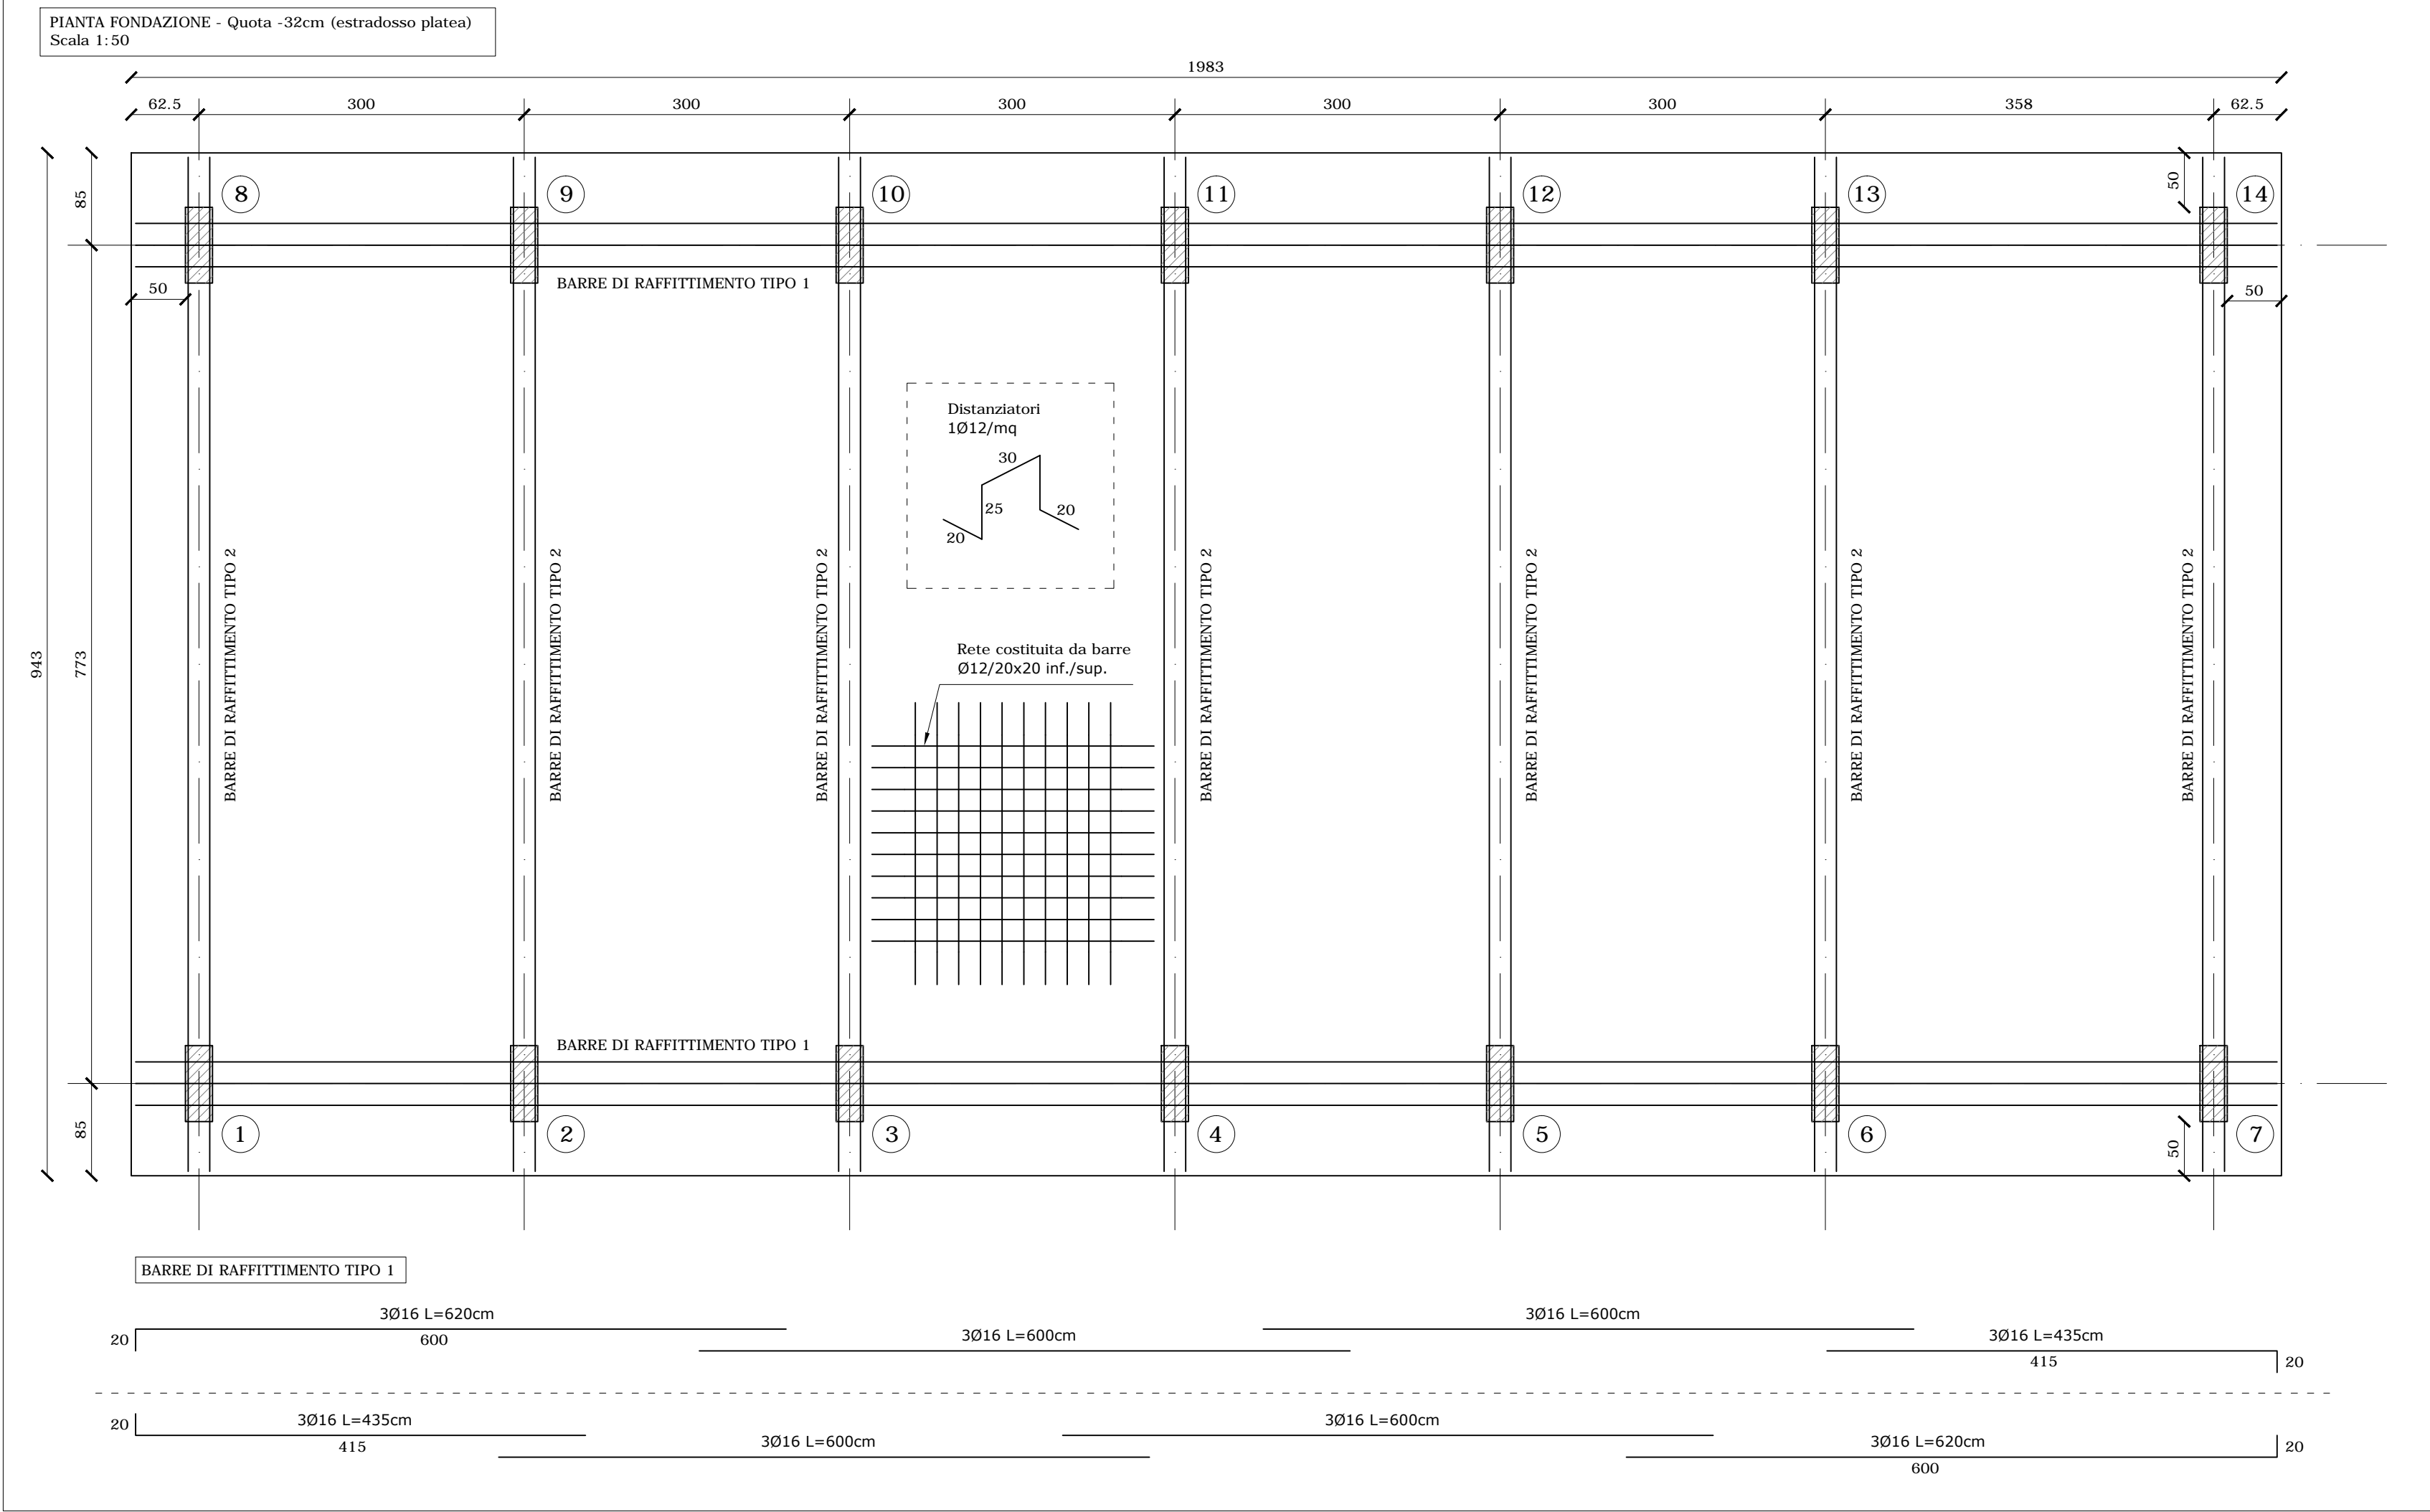 PIANTA FONDAZIONE - Quota -32cm (estradosso platea)
Scala 1:50
1983
62.5
300
300
300
300
300
358
62.5
85
943
773
85
8
9
10
11
12
13
14
50
50
50
BARRE DI RAFFITTIMENTO TIPO 1
Distanziatori
1Ø12/mq
30
25
20
20
BARRE DI RAFFITTIMENTO TIPO 2
BARRE DI RAFFITTIMENTO TIPO 2
BARRE DI RAFFITTIMENTO TIPO 2
BARRE DI RAFFITTIMENTO TIPO 2
BARRE DI RAFFITTIMENTO TIPO 2
BARRE DI RAFFITTIMENTO TIPO 2
BARRE DI RAFFITTIMENTO TIPO 2
Rete costituita da barre
Ø12/20x20 inf./sup.
BARRE DI RAFFITTIMENTO TIPO 1
1
2
3
4
5
6
7
50
BARRE DI RAFFITTIMENTO TIPO 1
3Ø16 L=620cm
20
600
3Ø16 L=600cm
3Ø16 L=600cm
3Ø16 L=435cm
415
20
20
3Ø16 L=435cm
415
3Ø16 L=600cm
3Ø16 L=600cm
3Ø16 L=620cm
600
20